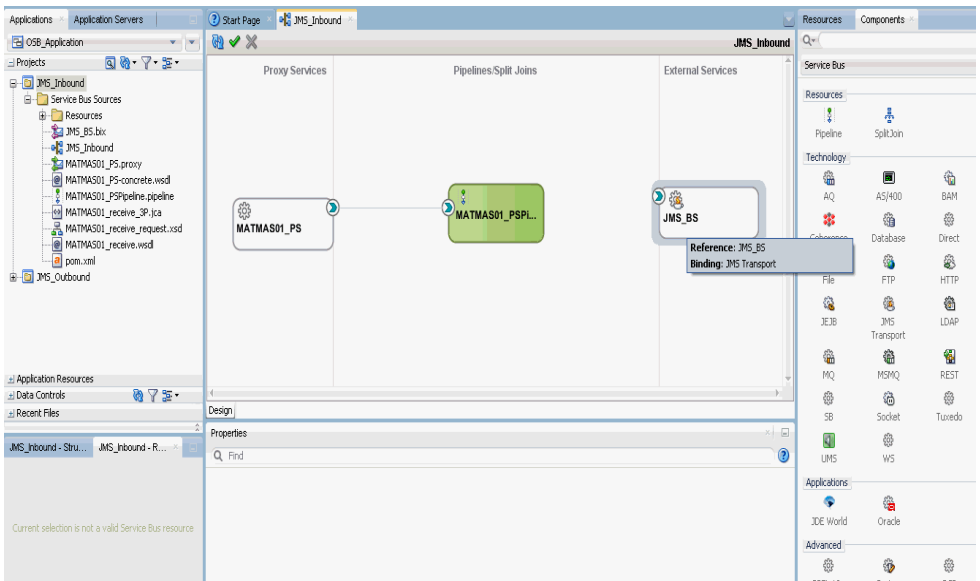 Applications
Application Servers
OSB_Application
Projects
JMS_Inbound
Service Bus Sources
Resources
JMS_BS.bix
JMS_Inbound
MATMAS01_PS.proxy
MATMAS01_PS-concrete.wsdl
MATMAS01_PSPipeline.pipeline
MATMAS01_receive_3P.jca
MATMAS01_receive_request.xsd
MATMAS01_receive.wsdl
pom.xml
JMS_Outbound
Application Resources
Data Controls
Recent Files
JMS_Inbound - Stru...
JMS_Inbound - R...
Current selection is not a valid Service Bus resource
Start Page
JMS_Inbound
JMS_Inbound
Proxy Services
Pipelines/Split Joins
External Services
MATMAS01_PS
MATMAS01_PSPi...
JMS_BS
Reference: JMS_BS
Binding: JMS Transport
Design
Properties
Find
Resources
Components
Service Bus
Resources
Pipeline
SplitJoin
Technology
AQ
AS/400
BAM
Coherence
Database
Direct
File
FTP
HTTP
JEJB
JMS
Transport
LDAP
MQ
MSMQ
REST
SB
Socket
Tuxedo
UMS
WS
Applications
JDE World
Oracle
Advanced